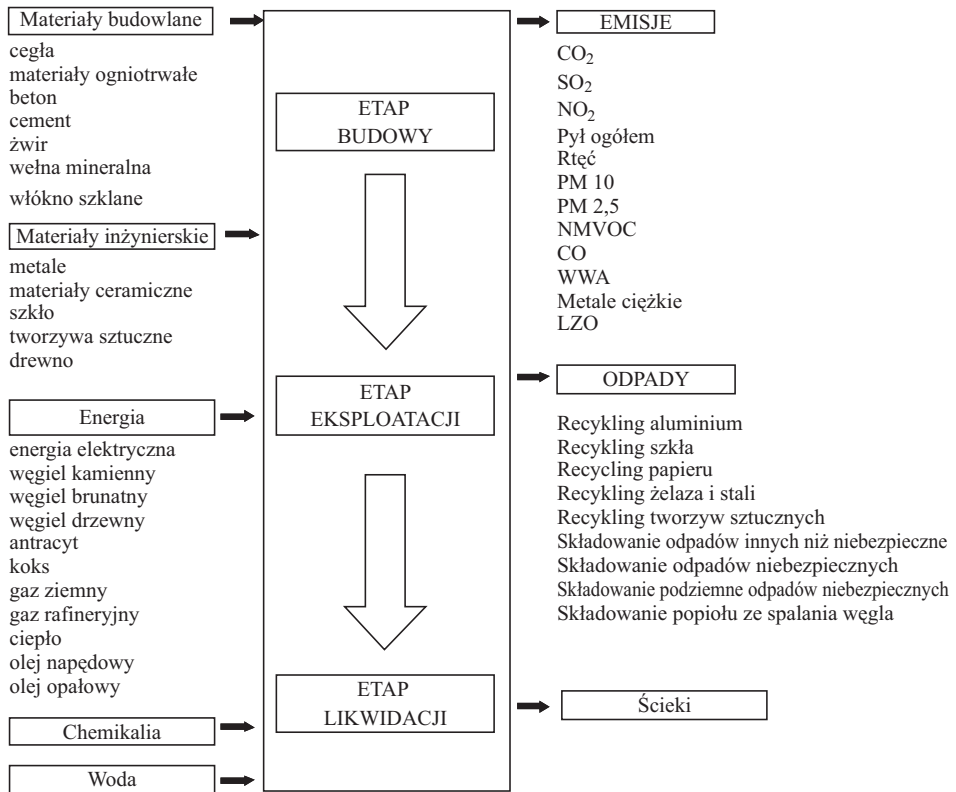 Materiały budowlane
cegła
materiały ogniotrwałe
beton
cement
żwir
wełna mineralna
włókno szklane
Materiały inżynierskie
metale
materiały ceramiczne
szkło
tworzywa sztuczne
drewno
Energia
energia elektryczna
węgiel kamienny
węgiel brunatny
węgiel drzewny
antracyt
koks
gaz ziemny
gaz rafineryjny
ciepło
olej napędowy
olej opałowy
Chemikalia
Woda
ETAP
BUDOWY
ETAP
EKSPLOATACJI
ETAP
LIKWIDACJI
EMISJE
CO₂
SO₂
NO₂
Pył ogółem
Rtęć
PM 10
PM 2,5
NMVOC
CO
WWA
Metale ciężkie
LZO
ODPADY
Recykling aluminium
Recykling szkła
Recycling papieru
Recykling żelaza i stali
Recykling tworzyw sztucznych
Składowanie odpadów innych niż niebezpieczne
Składowanie odpadów niebezpiecznych
Składowanie podziemne odpadów niebezpiecznych
Składowanie popiołu ze spalania węgla
Ścieki